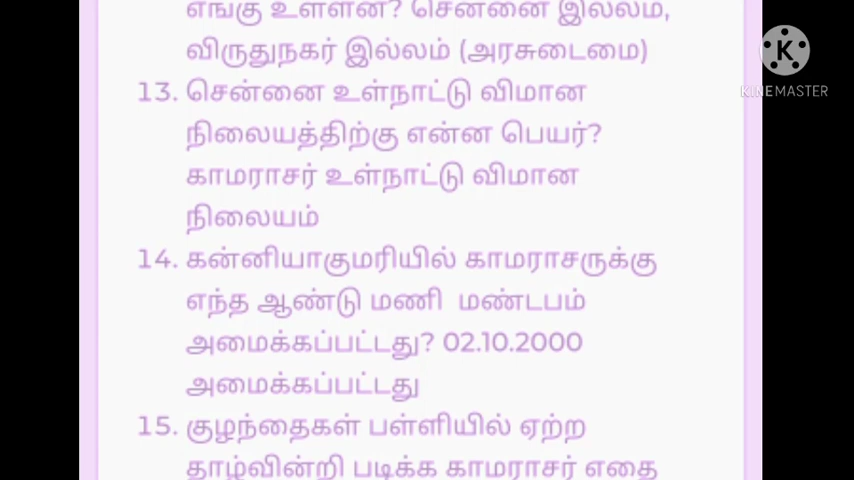 எங்கு உள்ளன? சென்னை இல்லம்,
விருதுநகர் இல்லம் (அரசுடைமை)
13. சென்னை உள்நாட்டு விமான
நிலையத்திற்கு என்ன பெயர்?
காமராசர் உள்நாட்டு விமான
நிலையம்
14. கன்னியாகுமரியில் காமராசருக்கு
எந்த ஆண்டு மணி மண்டபம்
அமைக்கப்பட்டது? 02.10.2000
அமைக்கப்பட்டது
15. குழந்தைகள் பள்ளியில் ஏற்ற
தாழ்வின்றி படிக்க காமராசர் எதை
K
KINEMASTER